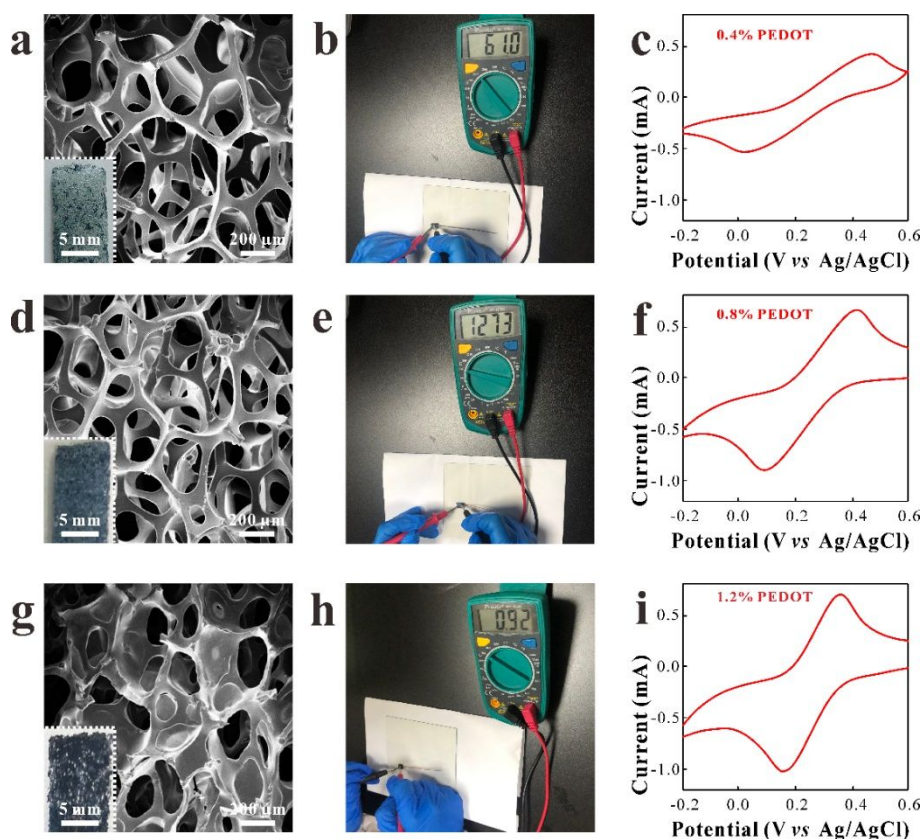 a
5 mm
200 μm
b
61.0
c
0.4% PEDOT
0.5
0.0
-0.5
-1.0
Current (mA)
-0.2 0.0 0.2 0.4 0.6
Potential (V vs Ag/AgCl)
d
5 mm
200 μm
e
1273
f
0.8% PEDOT
0.5
0.0
-0.5
-1.0
Current (mA)
-0.2 0.0 0.2 0.4 0.6
Potential (V vs Ag/AgCl)
g
5 mm
200 μm
h
0.92
i
1.2% PEDOT
0.5
0.0
-0.5
-1.0
Current (mA)
-0.2 0.0 0.2 0.4 0.6
Potential (V vs Ag/AgCl)